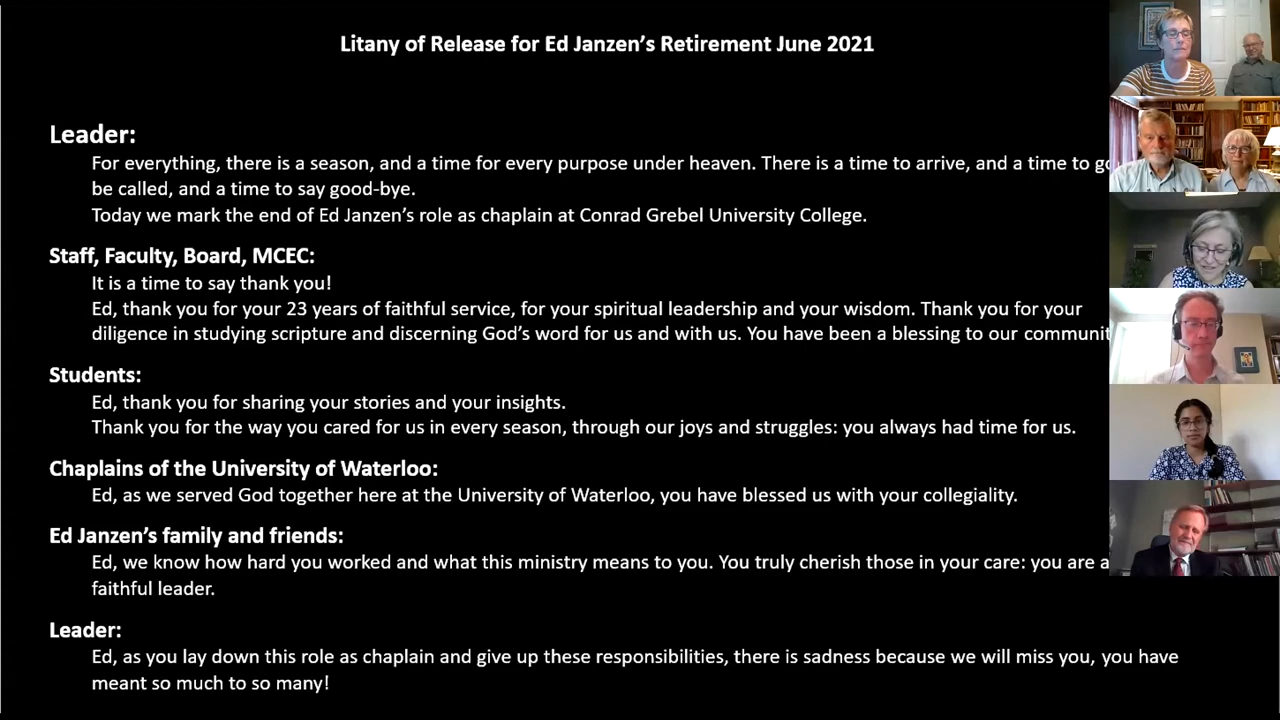 Litany of Release for Ed Janzen's Retirement June 2021
Leader:
For everything, there is a season, and a time for every purpose under heaven. There is a time to arrive, and a time to
be called, and a time to say good-bye.
Today we mark the end of Ed Janzen's role as chaplain at Conrad Grebel University College.
Staff, Faculty, Board, MCEC:
It is a time to say thank you!
Ed, thank you for your 23 years of faithful service, for your spiritual leadership and your wisdom. Thank you for your
diligence in studying scripture and discerning God's word for us and with us. You have been a blessing to our
Students:
Ed, thank you for sharing your stories and your insights.
Thank you for the way you cared for us in every season, through our joys and struggles: you always had time for us.
Chaplains of the University of Waterloo:
Ed, as we served God together here at the University of Waterloo, you have blessed us with your collegiality.
Ed Janzen's family and friends:
Ed, we know how hard you worked and what this ministry means to you. You truly cherish those in your care: you are a
faithful leader.
Leader:
Ed, as you lay down this role as chaplain and give up these responsibilities, there is sadness because we will miss you, you have
meant so much to so many!